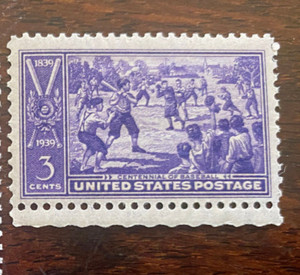 1839
1939
3
CENTS
CENTENNIAL OF BASEBALL
UNITED STATES POSTAGE